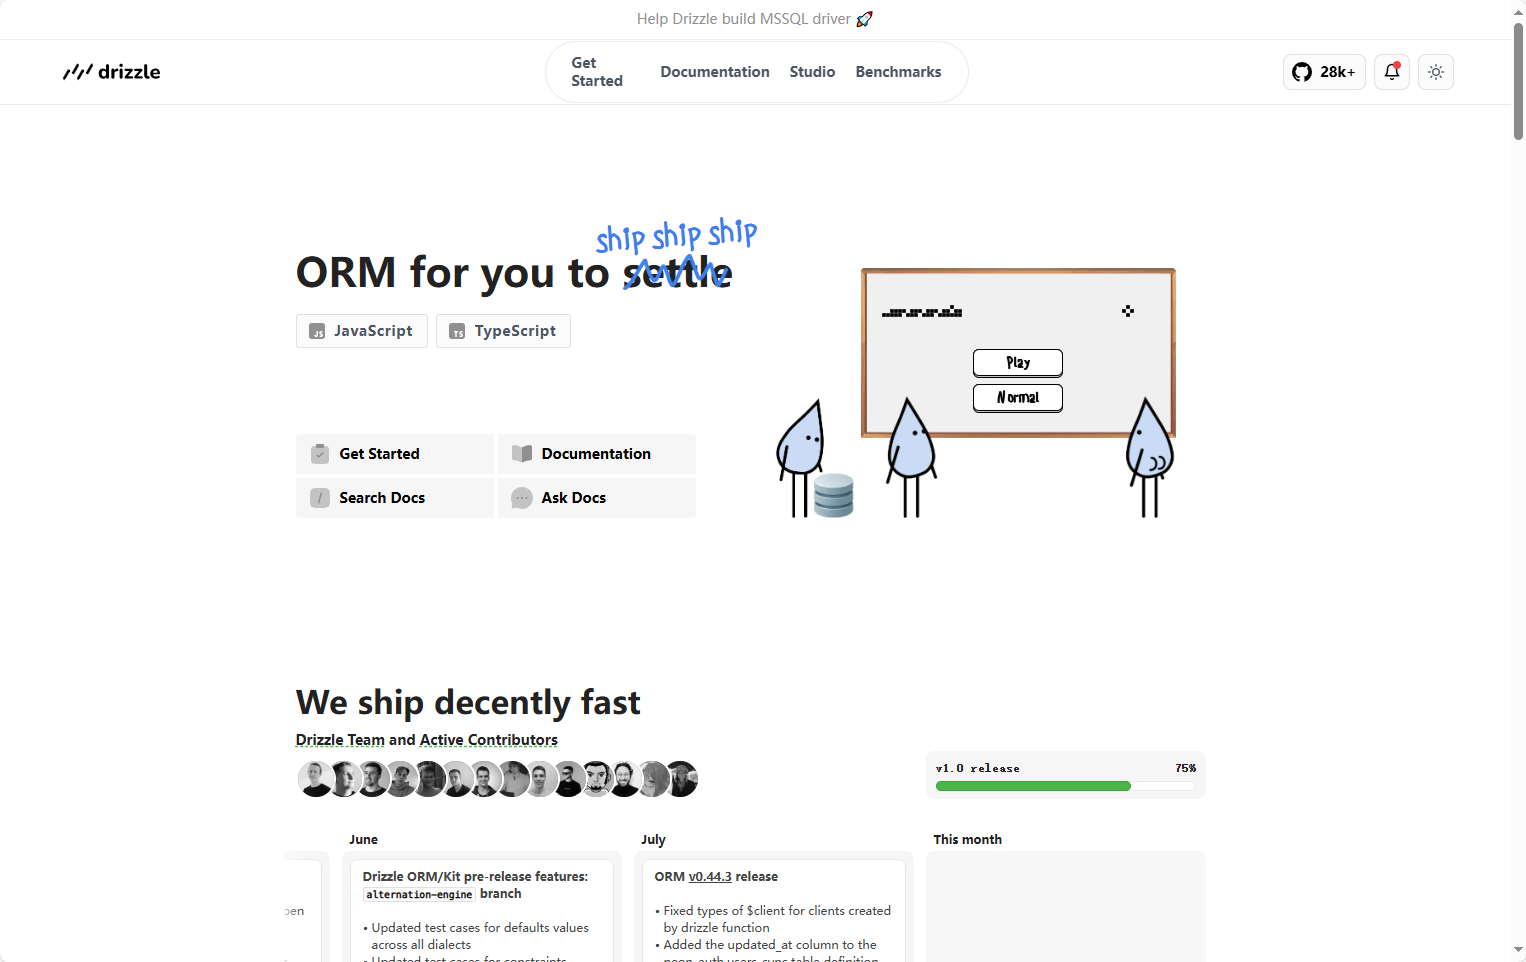 Help Drizzle build MSSQL driver 🚀
drizzle
Get Started
Documentation
Studio
Benchmarks
28k+
ship ship ship
ORM for you to settle
JS JavaScript
TS TypeScript
Play
Normal
Get Started
Documentation
Search Docs
Ask Docs
We ship decently fast
Drizzle Team and Active Contributors
v1.0 release 75%
June
July
This month
Drizzle ORM/Kit pre-release features:
alternation-engine branch
• Updated test cases for defaults values
across all dialects
• Updated test cases for constraints
ORM v0.44.3 release
• Fixed types of $client for clients created
by drizzle function
• Added the updated_at column to the
neon_auth.users_sync table definition